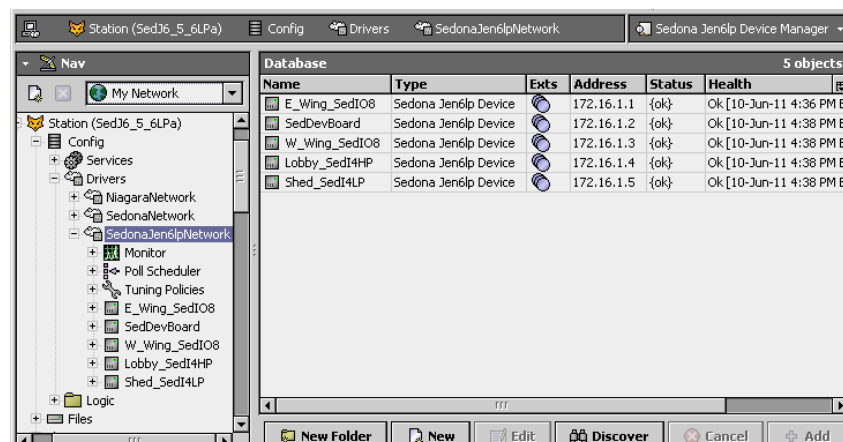 Station (SedJ6_5_6LPa) Config Drivers SedonaJen6lpNetwork Sedona Jen6lp Device Manager
Nav
My Network
Station (SedJ6_5_6LPa)
Config
Services
Drivers
NiagaraNetwork
SedonaNetwork
SedonaJen6lpNetwork
Monitor
Poll Scheduler
Tuning Policies
E_Wing_SedIO8
SedDevBoard
W_Wing_SedIO8
Lobby_SedI4HP
Shed_SedI4LP
Logic
Files
Database 5 objects
Name Type Exts Address Status Health
E_Wing_SedIO8 Sedona Jen6lp Device 172.16.1.1 {ok} Ok [10-Jun-11 4:36 PM E
SedDevBoard Sedona Jen6lp Device 172.16.1.2 {ok} Ok [10-Jun-11 4:38 PM E
W_Wing_SedIO8 Sedona Jen6lp Device 172.16.1.3 {ok} Ok [10-Jun-11 4:38 PM E
Lobby_SedI4HP Sedona Jen6lp Device 172.16.1.4 {ok} Ok [10-Jun-11 4:38 PM E
Shed_SedI4LP Sedona Jen6lp Device 172.16.1.5 {ok} Ok [10-Jun-11 4:38 PM E
New Folder New Edit Discover Cancel Add